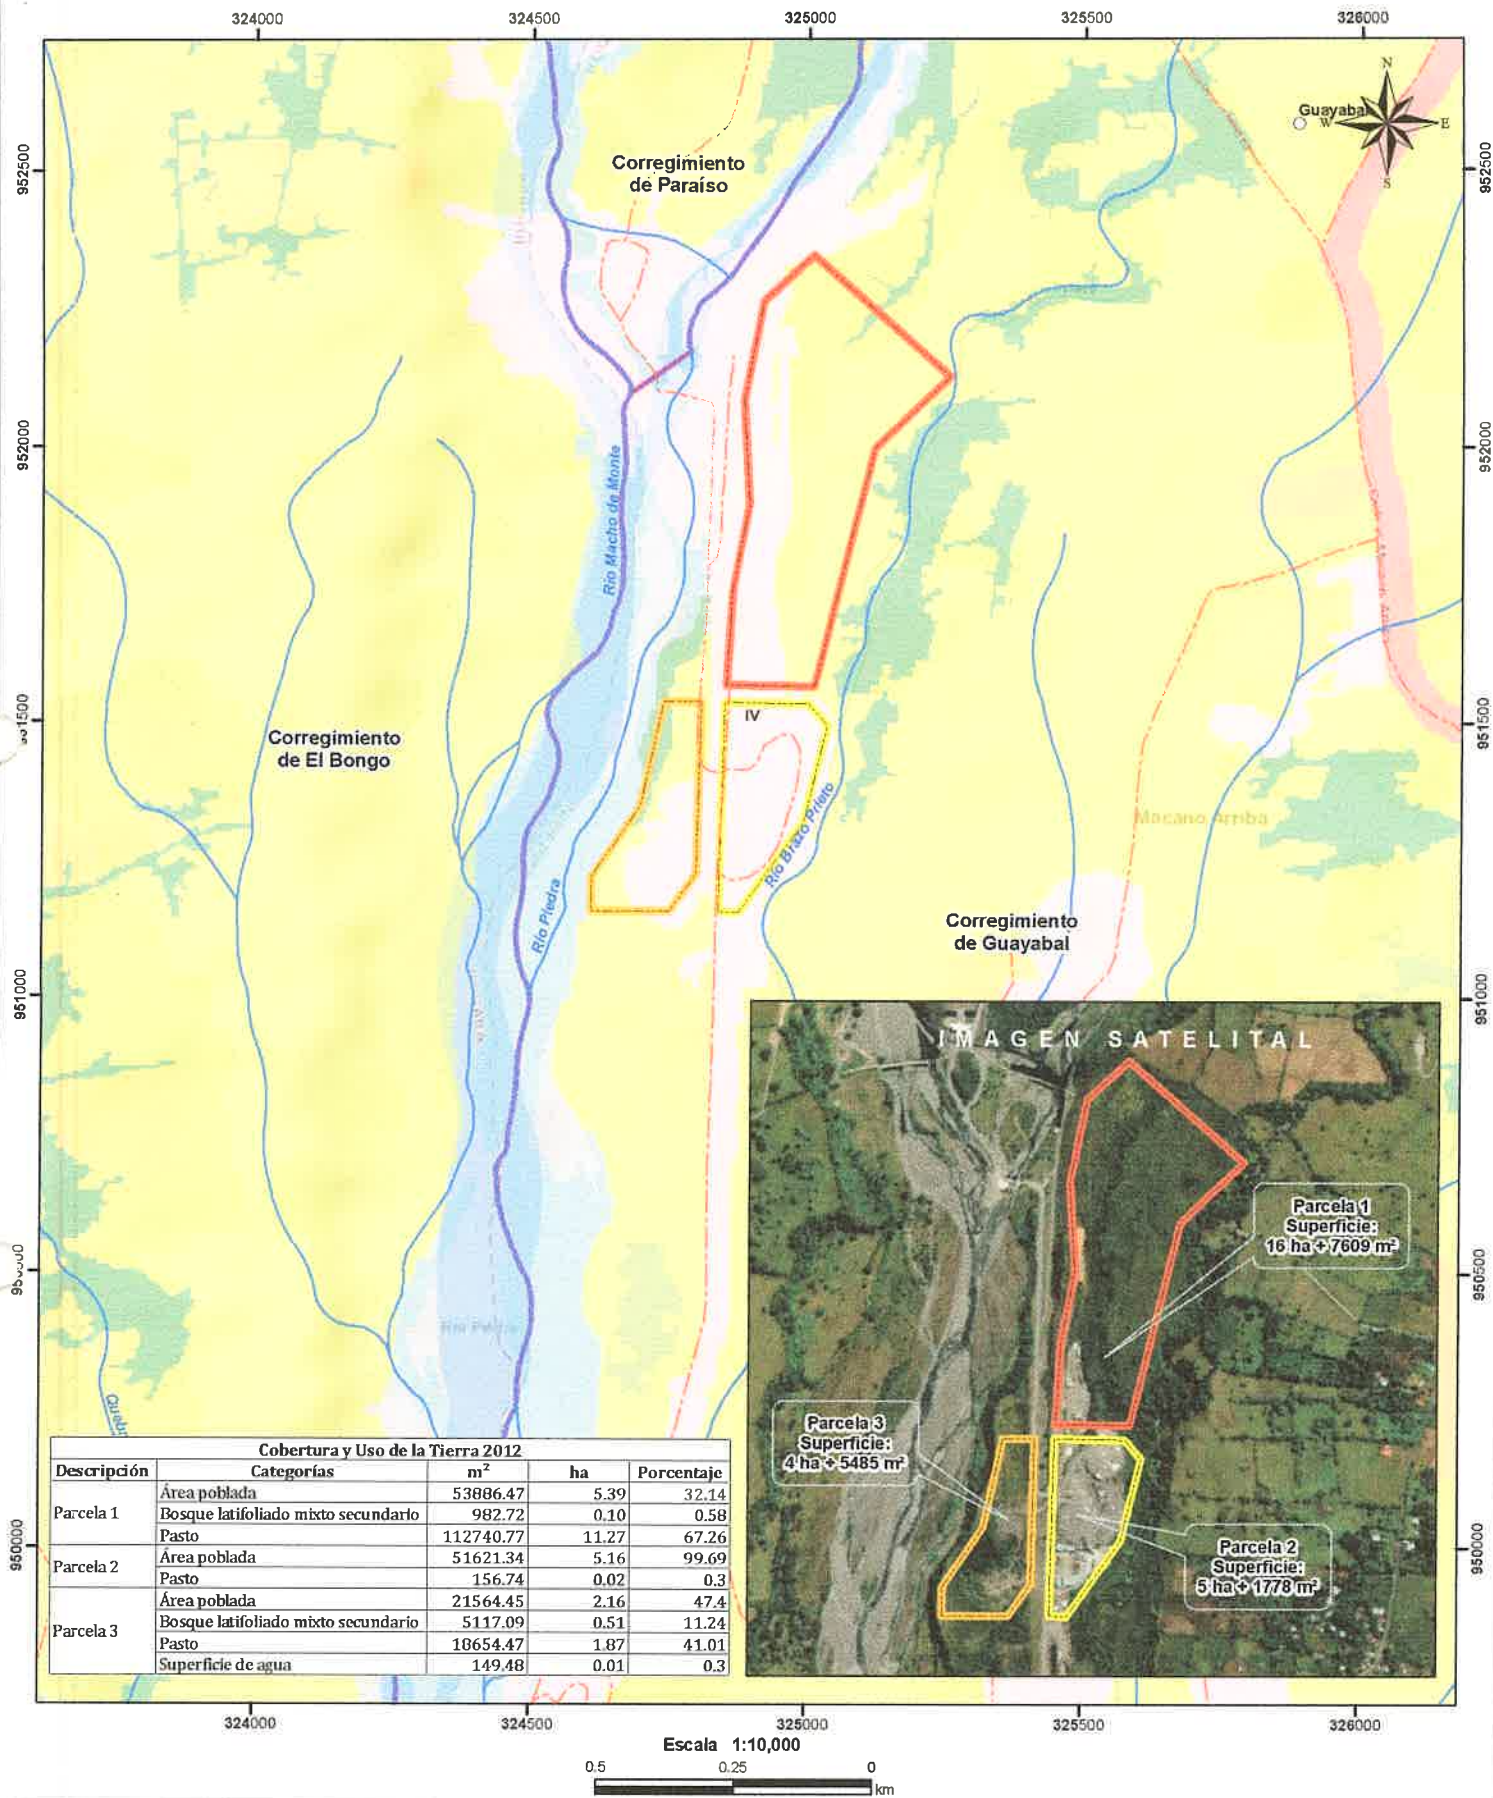 324000 324500 325000 325500 326000
N
Guayabal
W E
S
952500 952500
Corregimiento
de Paraíso
952000 952000
Río Macho de Monte
951500
IV
Corregimiento
de El Bongo
Río Brazo Prieto
Macano Arriba
Río Piedra
Corregimiento
de Guayabal
951000 951000
IMAGEN SATELITAL
Parcela 1
Superficie:
16 ha + 7609 m²
950500
Parcela 3
Superficie:
4 ha + 5485 m²
Parcela 2
Superficie:
5 ha + 1778 m²
950000 950000
Cobertura y Uso de la Tierra 2012
Descripción Categorías m² ha Porcentaje
Parcela 1 Área poblada 53886.47 5.39 32.14
Bosque latifoliado mixto secundario 982.72 0.10 0.58
Pasto 112740.77 11.27 67.26
Parcela 2 Área poblada 51621.34 5.16 99.69
Pasto 156.74 0.02 0.3
Parcela 3 Área poblada 21564.45 2.16 47.4
Bosque latifoliado mixto secundario 5117.09 0.51 11.24
Pasto 18654.47 1.87 41.01
Superficie de agua 149.48 0.01 0.3
324000 324500 325000 325500 326000
Escala 1:10,000
0.5 0.25 0
km